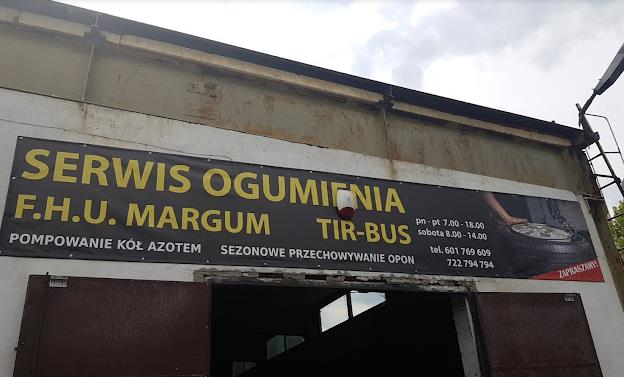 SERWIS OGUMIENIA
F.H.U. MARGUM TIR-BUS
POMPOWANIE KÓŁ AZOTEM SEZONOWE PRZECHOWYWANIE OPON
pn - pt 7.00 - 18.00
sobota 8.00 - 14.00
tel. 601 769 609
722 794 794
ZAPRASZAMY!